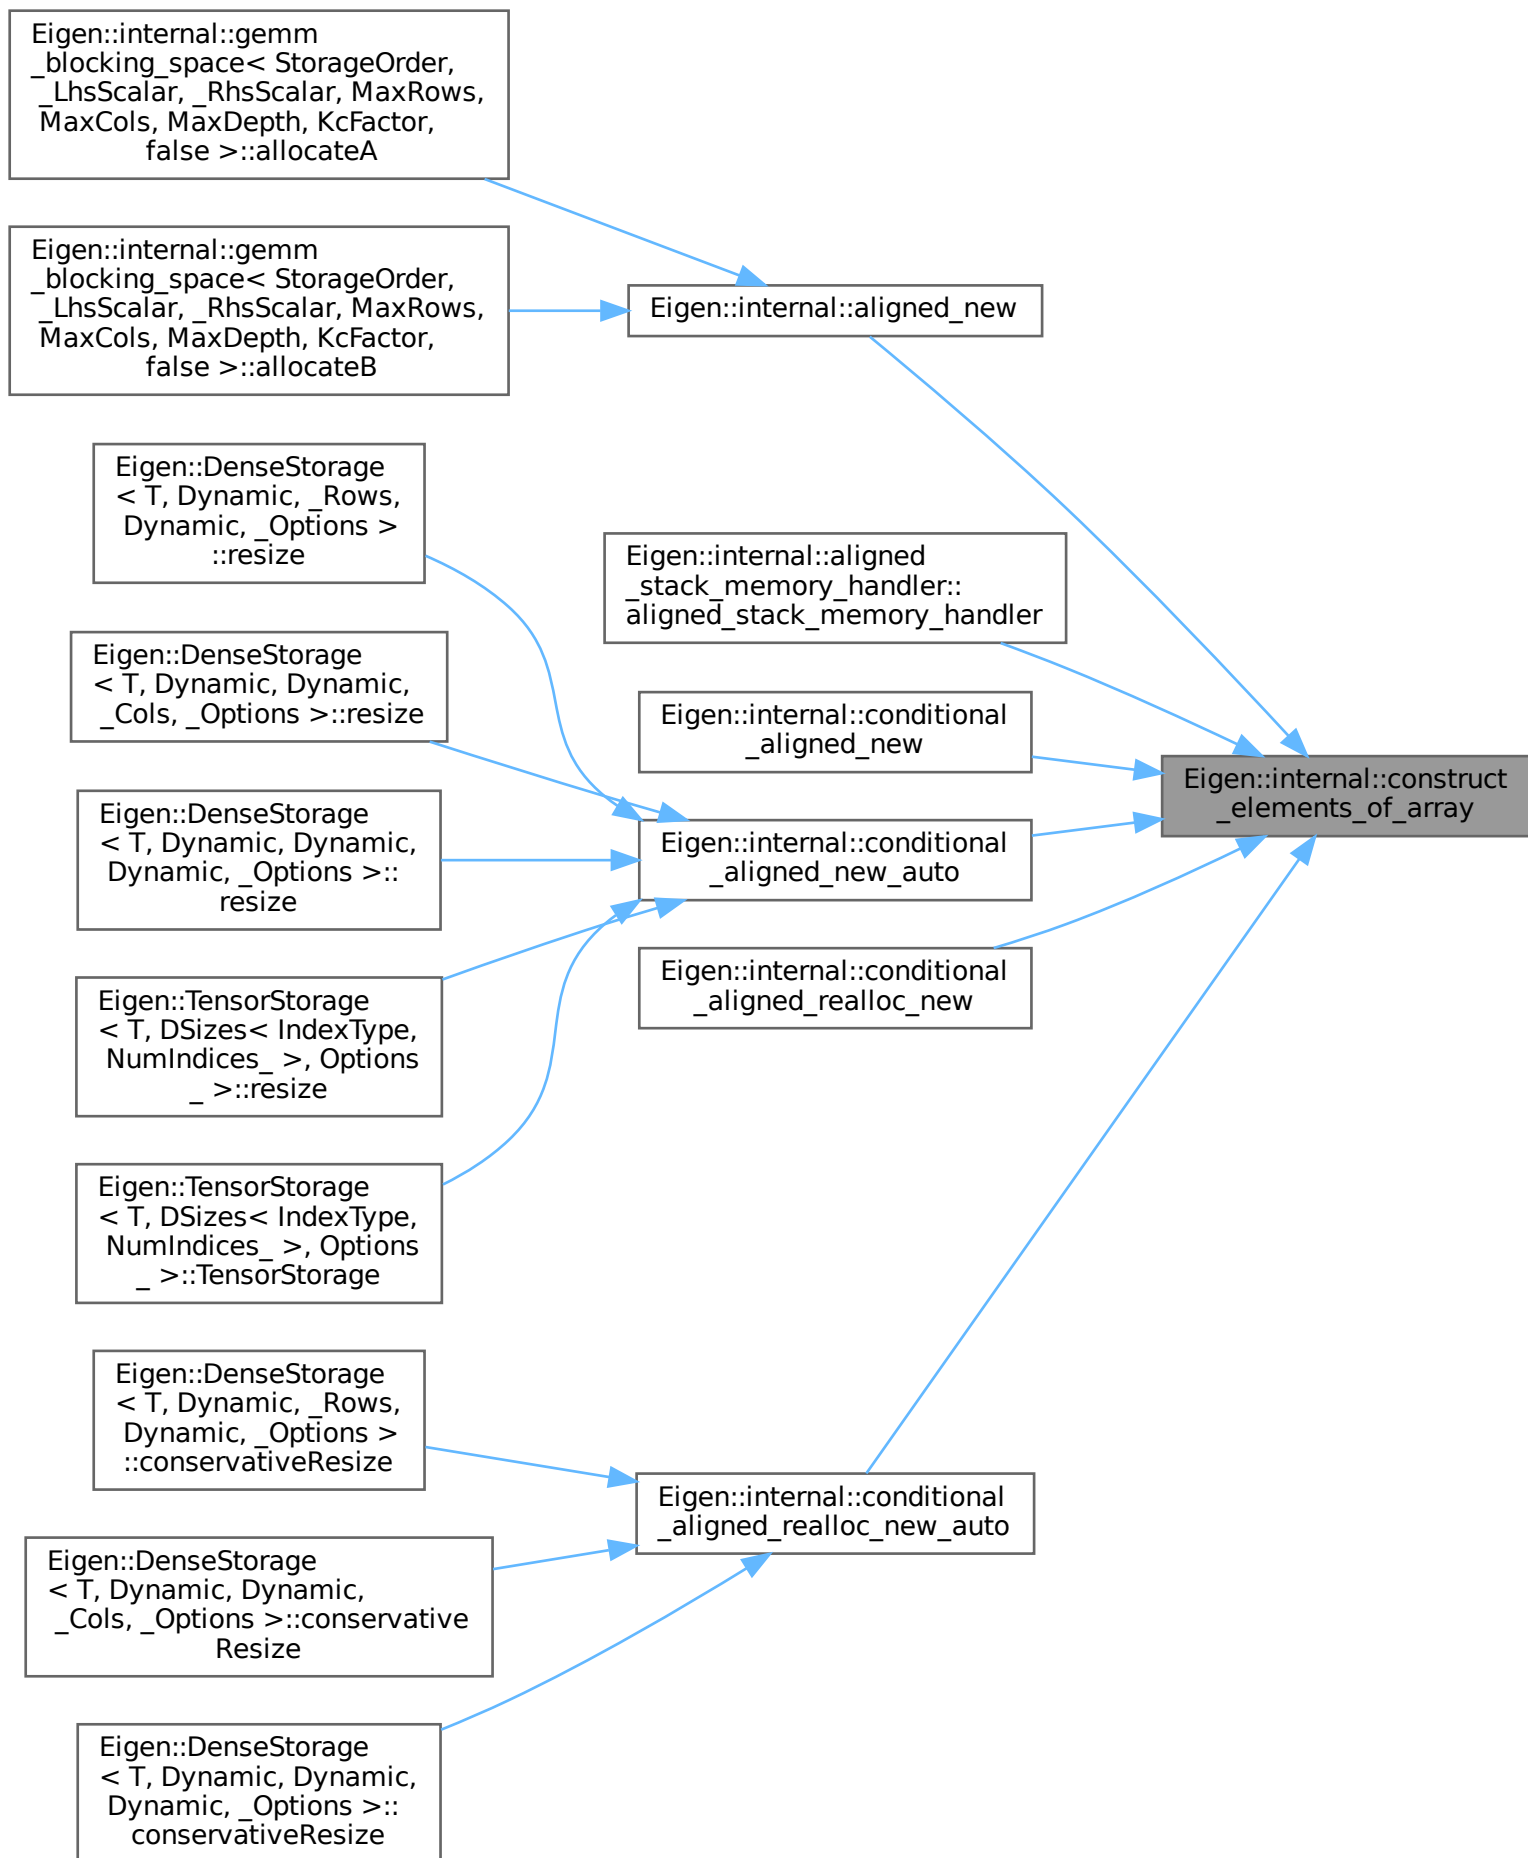 Eigen::internal::gemm
_blocking_space< StorageOrder,
_LhsScalar, _RhsScalar, MaxRows,
MaxCols, MaxDepth, KcFactor,
false >::allocateA
Eigen::internal::gemm
_blocking_space< StorageOrder,
_LhsScalar, _RhsScalar, MaxRows,
MaxCols, MaxDepth, KcFactor,
false >::allocateB
Eigen::DenseStorage
< T, Dynamic, _Rows,
Dynamic, _Options >
::resize
Eigen::DenseStorage
< T, Dynamic, Dynamic,
_Cols, _Options >::resize
Eigen::DenseStorage
< T, Dynamic, Dynamic,
Dynamic, _Options >::
resize
Eigen::TensorStorage
< T, DSizes< IndexType,
NumIndices_ >, Options
_ >::resize
Eigen::TensorStorage
< T, DSizes< IndexType,
NumIndices_ >, Options
_ >::TensorStorage
Eigen::DenseStorage
< T, Dynamic, _Rows,
Dynamic, _Options >
::conservativeResize
Eigen::DenseStorage
< T, Dynamic, Dynamic,
_Cols, _Options >::conservative
Resize
Eigen::DenseStorage
< T, Dynamic, Dynamic,
Dynamic, _Options >::
conservativeResize
Eigen::internal::aligned_new
Eigen::internal::aligned
_stack_memory_handler::
aligned_stack_memory_handler
Eigen::internal::conditional
_aligned_new
Eigen::internal::conditional
_aligned_new_auto
Eigen::internal::conditional
_aligned_realloc_new
Eigen::internal::conditional
_aligned_realloc_new_auto
Eigen::internal::construct
_elements_of_array